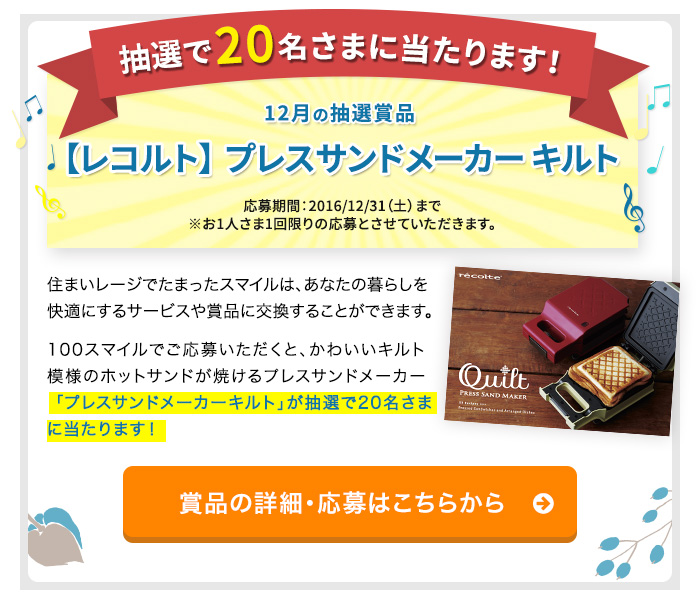 抽選で20名さまに当たります!
12月の抽選賞品
【レコルト】プレスサンドメーカー キルト
応募期間:2016/12/31(土)まで
※お1人さま1回限りの応募とさせていただきます。
住まいレージでたまったスマイルは、あなたの暮らしを
快適にするサービスや賞品に交換することができます。
100スマイルでご応募いただくと、かわいいキルト
模様のホットサンドが焼けるプレスサンドメーカー
「プレスサンドメーカーキルト」が抽選で20名さま
に当たります!
récolte
Quilt
PRESS SAND MAKER
賞品の詳細・応募はこちらから